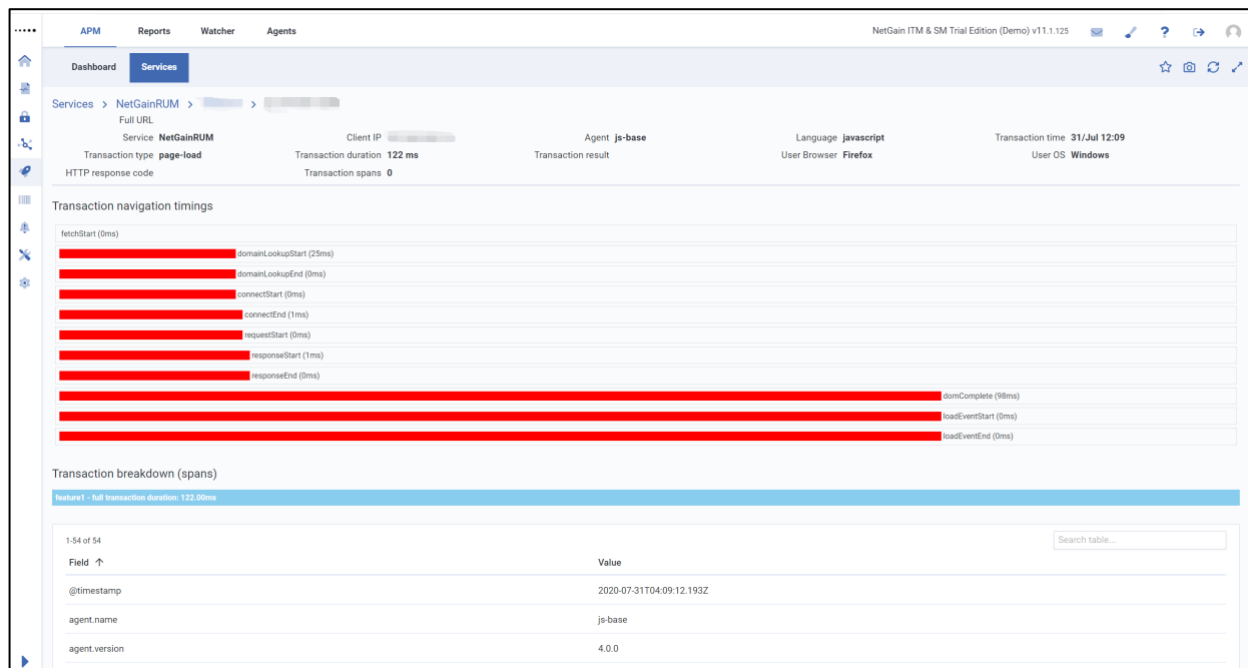 APM Reports Watcher Agents NetGain ITM & SM Trial Edition (Demo) v11.1.125 ?
Dashboard Services
Services > NetGainRUM > >
Full URL
Service NetGainRUM Client IP Agent js-base Language javascript Transaction time 31/Jul 12:09
Transaction type page-load Transaction duration 122 ms Transaction result User Browser Firefox User OS Windows
HTTP response code Transaction spans 0
Transaction navigation timings
fetchStart (0ms)
domainLookupStart (25ms)
domainLookupEnd (0ms)
connectStart (0ms)
connectEnd (1ms)
requestStart (0ms)
responseStart (1ms)
responseEnd (0ms)
domComplete (98ms)
loadEventStart (0ms)
loadEventEnd (0ms)
Transaction breakdown (spans)
feature1 - full transaction duration: 122.00ms
1-54 of 54 Search table...
Field ↑ Value
@timestamp 2020-07-31T04:09:12.193Z
agent.name js-base
agent.version 4.0.0